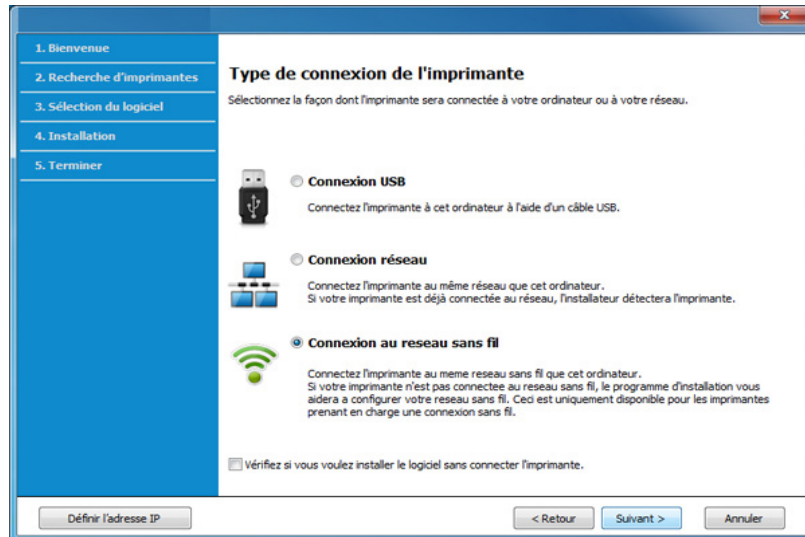 1. Bienvenue
2. Recherche d'imprimantes
3. Sélection du logiciel
4. Installation
5. Terminer
Type de connexion de l'imprimante
Sélectionnez la façon dont l'imprimante sera connectée à votre ordinateur ou à votre réseau.
Connexion USB
Connectez l'imprimante à cet ordinateur à l'aide d'un câble USB.
Connexion réseau
Connectez l'imprimante au même réseau que cet ordinateur.
Si votre imprimante est déjà connectée au réseau, l'installateur détectera l'imprimante.
Connexion au reseau sans fil
Connectez l'imprimante au meme reseau sans fil que cet ordinateur.
Si votre imprimante n'est pas connectee au reseau sans fil, le programme d'installation vous
aidera a configurer votre reseau sans fil. Ceci est uniquement disponible pour les imprimantes
prenant en charge une connexion sans fil.
Vérifiez si vous voulez installer le logiciel sans connecter l'imprimante.
Définir l'adresse IP
< Retour
Suivant >
Annuler